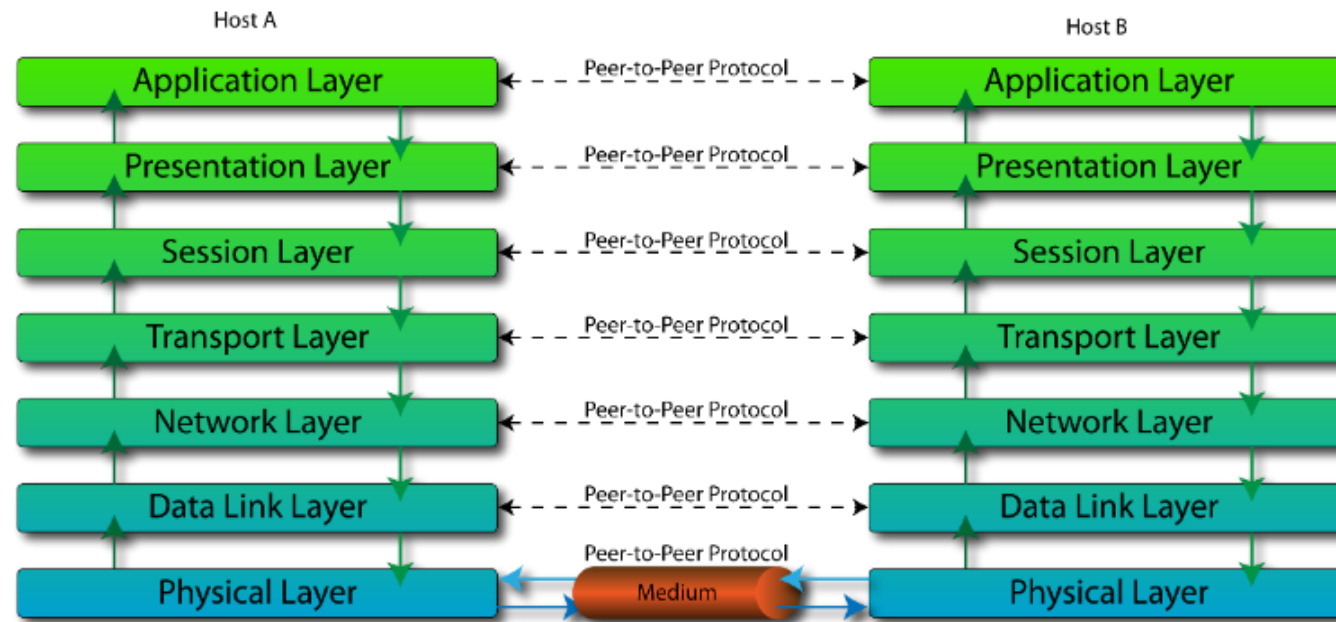 Host A
Host B
Application Layer
Peer-to-Peer Protocol
Application Layer
Presentation Layer
Peer-to-Peer Protocol
Presentation Layer
Session Layer
Peer-to-Peer Protocol
Session Layer
Transport Layer
Peer-to-Peer Protocol
Transport Layer
Network Layer
Peer-to-Peer Protocol
Network Layer
Data Link Layer
Peer-to-Peer Protocol
Data Link Layer
Peer-to-Peer Protocol
Physical Layer
Medium
Physical Layer